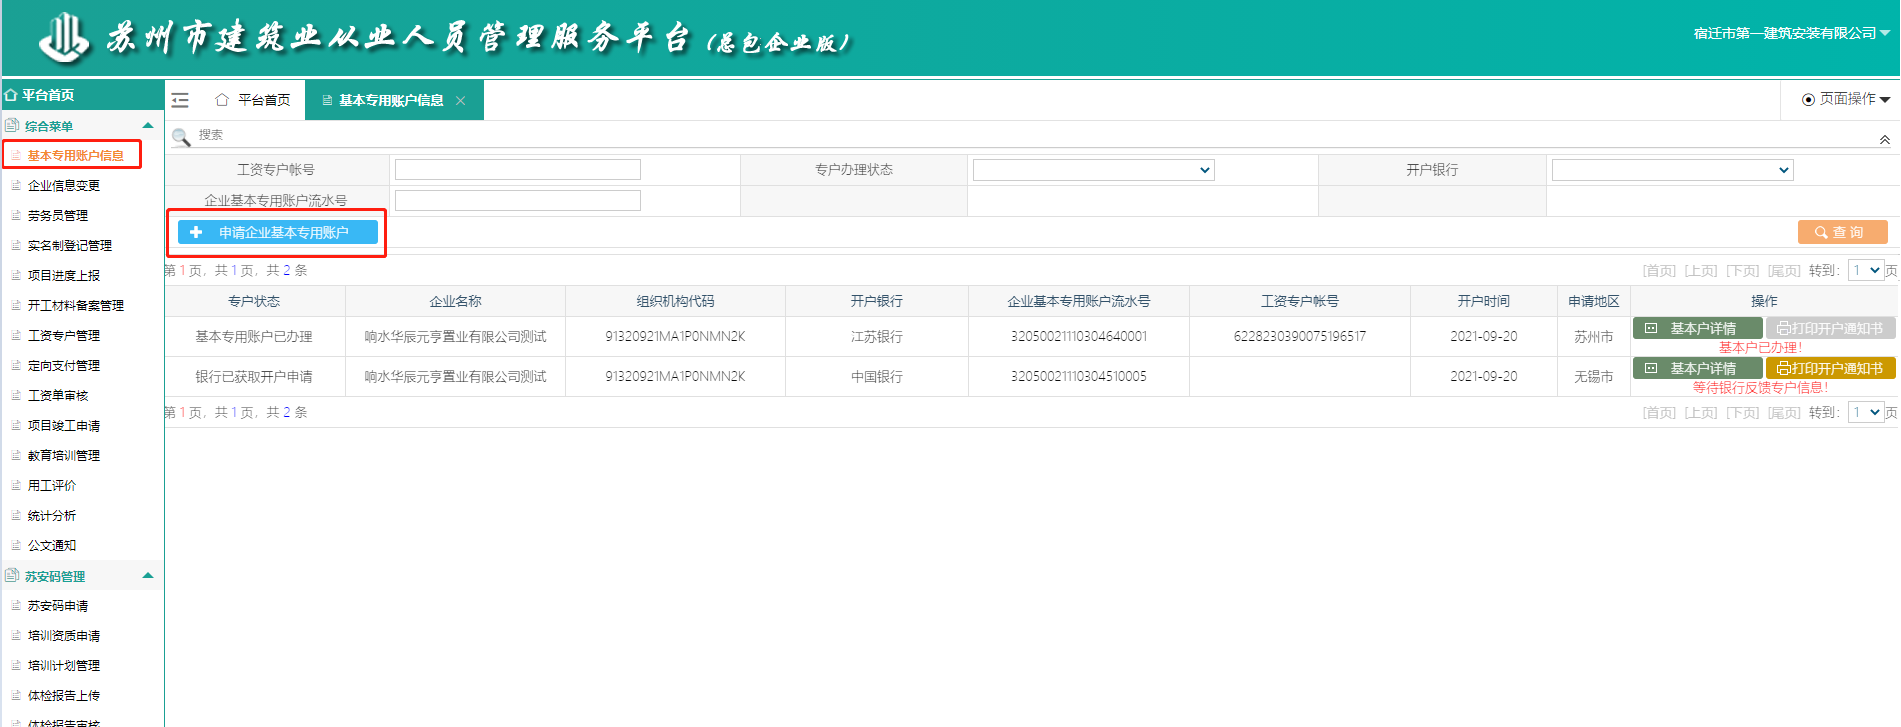 苏州市建筑业从业人员管理服务平台（总包企业版）
宿迁市第一建筑安装有限公司
平台首页
综合菜单
基本专用账户信息
企业信息变更
劳务员管理
实名制登记管理
项目进度上报
开工材料备案管理
工资专户管理
定向支付管理
工资单审核
项目竣工申请
教育培训管理
用工评价
统计分析
公文通知
苏安码管理
苏安码申请
培训资质申请
培训计划管理
体检报告上传
体检报告审核
平台首页 基本专用账户信息 页面操作
搜索
工资专户帐号 专户办理状态 开户银行
企业基本专用账户流水号
申请企业基本专用账户 查 询
第 1 页，共 1 页，共 2 条 [首页] [上页] [下页] [尾页] 转到： 1 页
专户状态 企业名称 组织机构代码 开户银行 企业基本专用账户流水号 工资专户帐号 开户时间 申请地区 操作
基本专用账户已办理 响水华辰元亨置业有限公司测试 91320921MA1P0NMN2K 江苏银行 32050021110304640001 6228230390075196517 2021-09-20 苏州市 基本户详情 打印开户通知书
基本户已办理！
银行已获取开户申请 响水华辰元亨置业有限公司测试 91320921MA1P0NMN2K 中国银行 32050021110304510005 2021-09-20 无锡市 基本户详情 打印开户通知书
等待银行反馈专户信息！
第 1 页，共 1 页，共 2 条 [首页] [上页] [下页] [尾页] 转到： 1 页